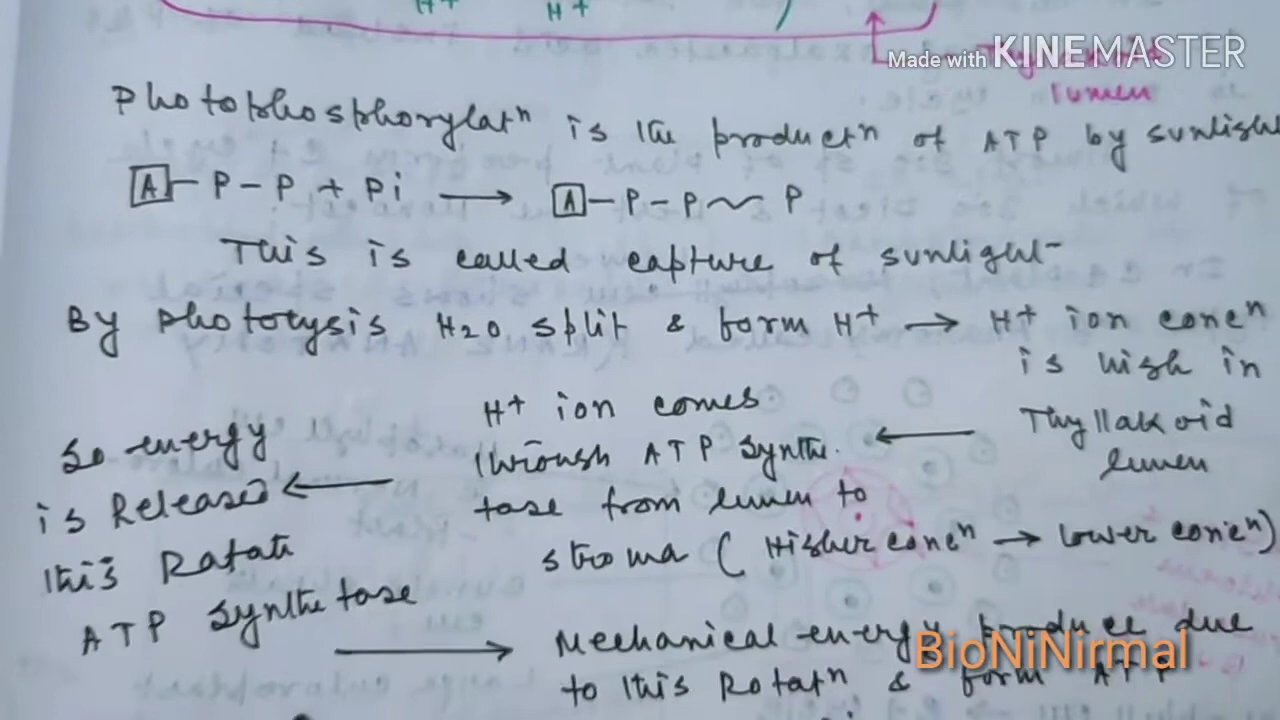 H+ H+
Made with KINEMASTER
Thyllakoid
lumen
Photophosphorylatⁿ is the productⁿ of ATP by sunlight
A-P-P + Pi → A-P-P~P
This is called capture of sunlight
By photolysis H2O split & form H+ → H+ ion concⁿ
is high in
Thyllakoid
lumen
←
H+ ion comes
through ATP Synthe.
tase from lumen to
stroma (Higher concⁿ → lower concⁿ)
←
So energy
is Released
this Rotate
ATP Synthetase
→
Mechanical energy produce due
to this Rotatⁿ & form ATP
BioNiNirmal